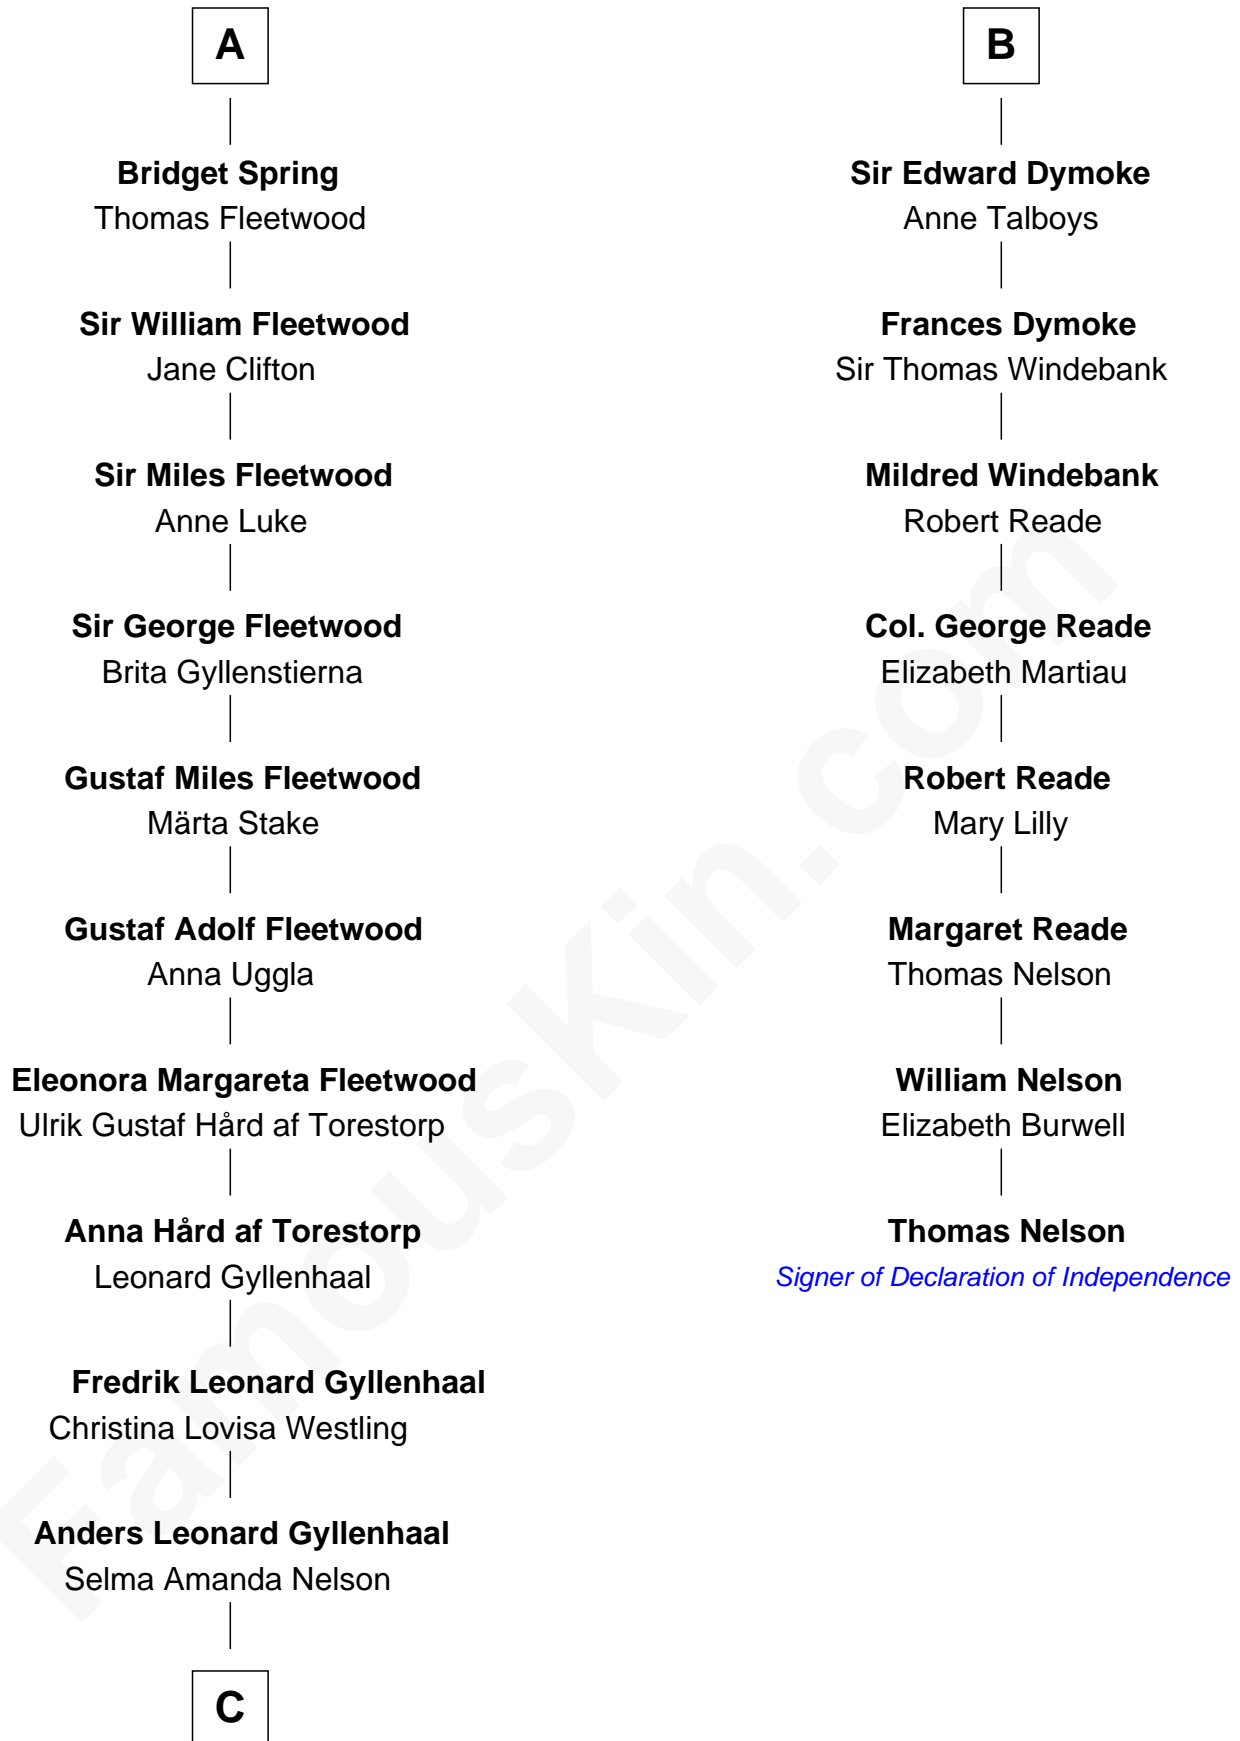 A
Bridget Spring
Thomas Fleetwood
Sir William Fleetwood
Jane Clifton
Sir Miles Fleetwood
Anne Luke
Sir George Fleetwood
Brita Gyllenstierna
Gustaf Miles Fleetwood
Märta Stake
Gustaf Adolf Fleetwood
Anna Uggla
Eleonora Margareta Fleetwood
Ulrik Gustaf Hård af Torestorp
Anna Hård af Torestorp
Leonard Gyllenhaal
Fredrik Leonard Gyllenhaal
Christina Lovisa Westling
Anders Leonard Gyllenhaal
Selma Amanda Nelson
C
B
Sir Edward Dymoke
Anne Talboys
Frances Dymoke
Sir Thomas Windebank
Mildred Windebank
Robert Reade
Col. George Reade
Elizabeth Martiau
Robert Reade
Mary Lilly
Margaret Reade
Thomas Nelson
William Nelson
Elizabeth Burwell
Thomas Nelson
Signer of Declaration of Independence
FamousKin.com